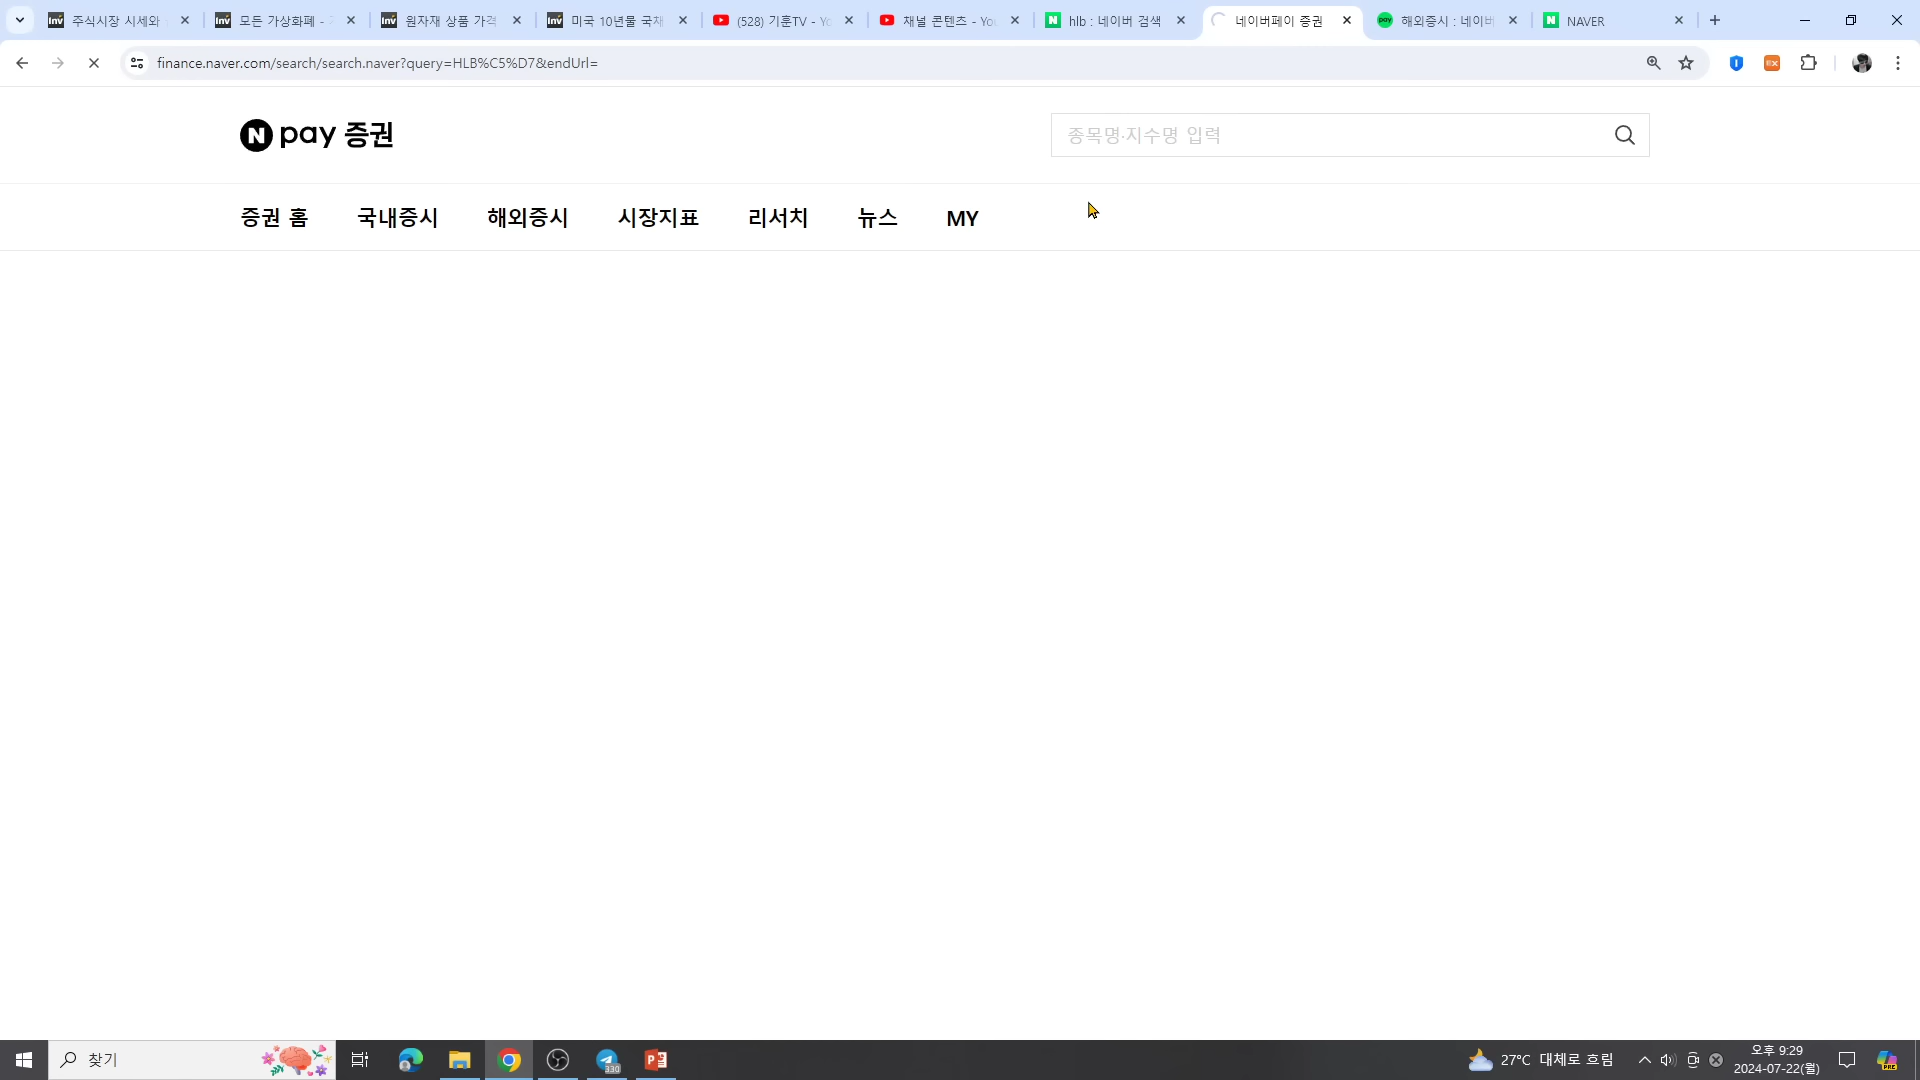 주식시장 시세와
모든 가상화폐 -
원자재 상품 가격
미국 10년물 국채
(528) 기훈TV - Yo
채널 콘텐츠 - You
hlb : 네이버 검색
네이버페이 증권
해외증시 : 네이버
NAVER
finance.naver.com/search/search.naver?query=HLB%C5%D7&endUrl=
N pay 증권
종목명·지수명 입력
증권 홈
국내증시
해외증시
시장지표
리서치
뉴스
MY
찾기
330
27°C 대체로 흐림
오후 9:29
2024-07-22(월)